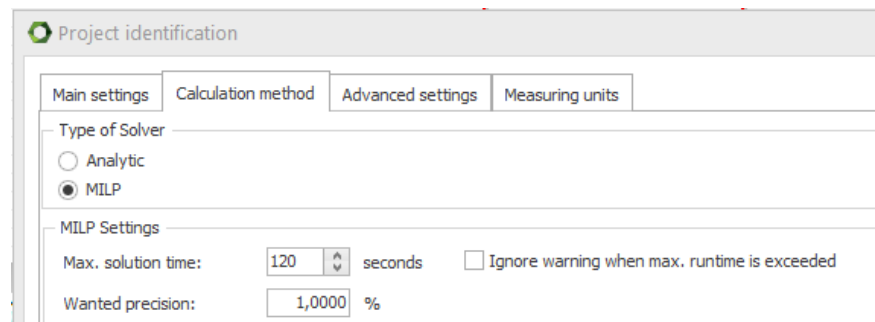 Project identification
Main settings Calculation method Advanced settings Measuring units
Type of Solver
Analytic
MILP
MILP Settings
Max. solution time: 120 seconds Ignore warning when max. runtime is exceeded
Wanted precision: 1,0000 %